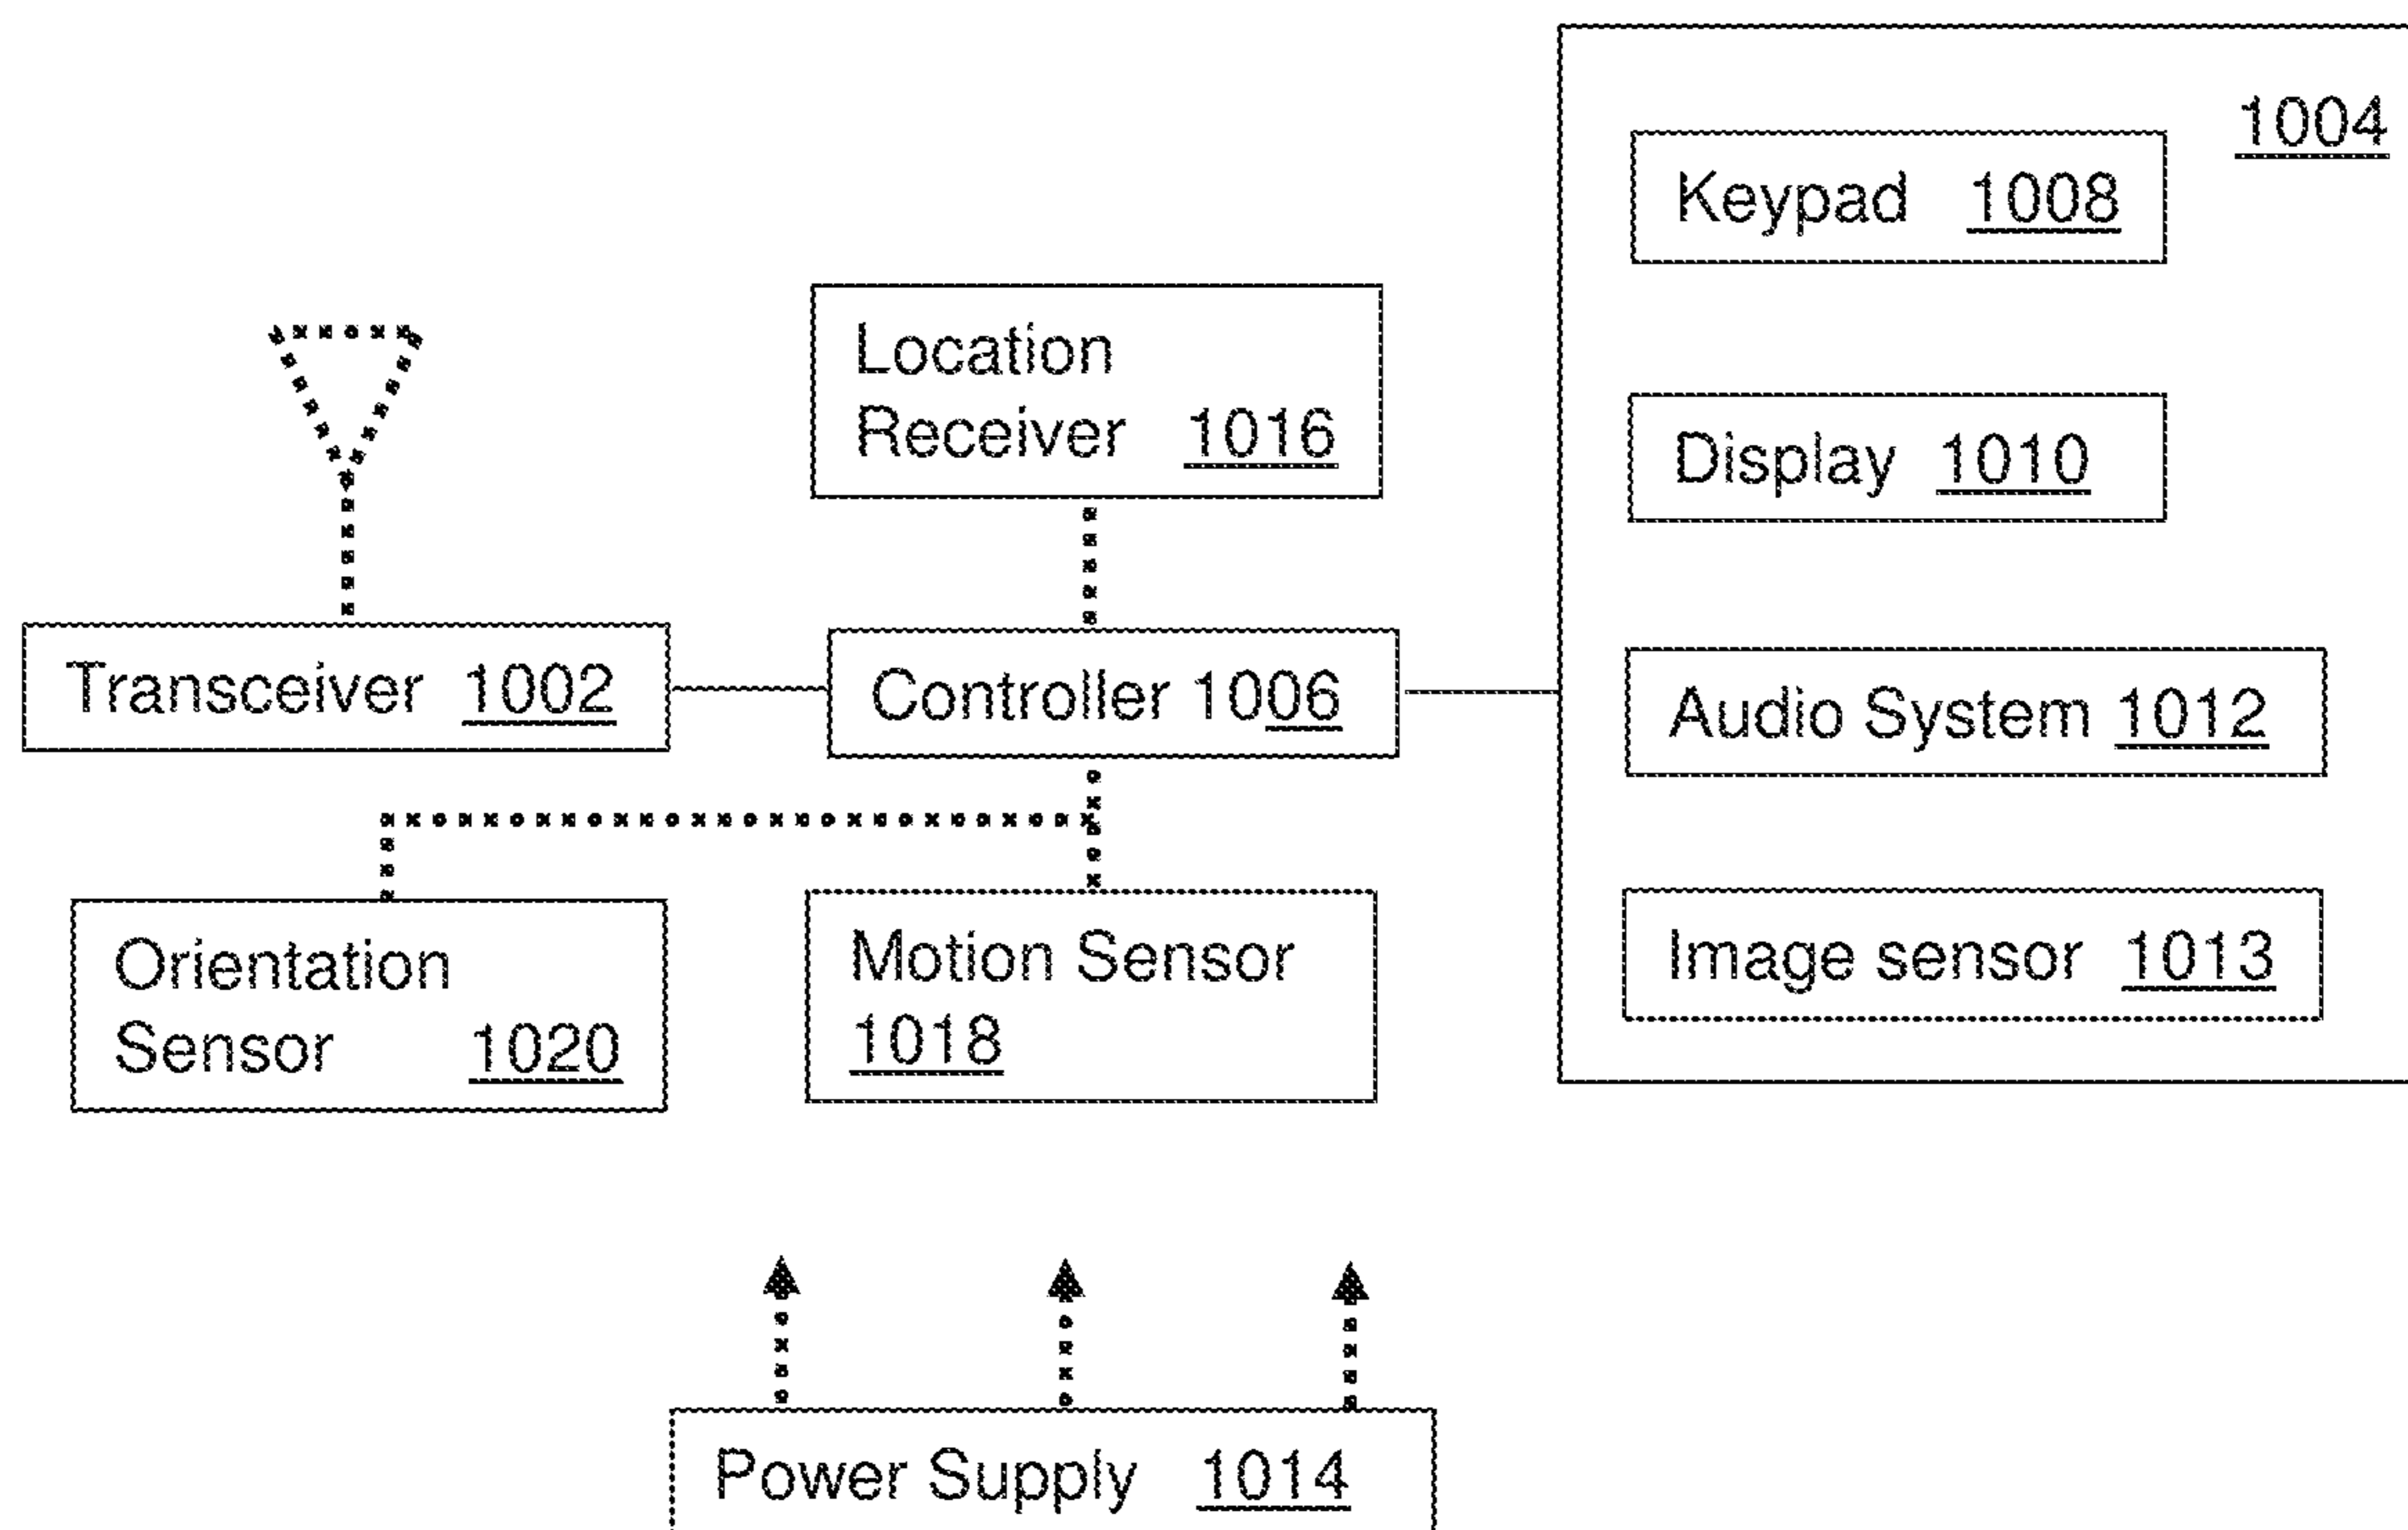 1004
Keypad 1008
Location
Receiver 1016
Display 1010
Transceiver 1002
Controller 1006
Audio System 1012
Orientation
Sensor 1020
Motion Sensor
1018
Image sensor 1013
Power Supply 1014